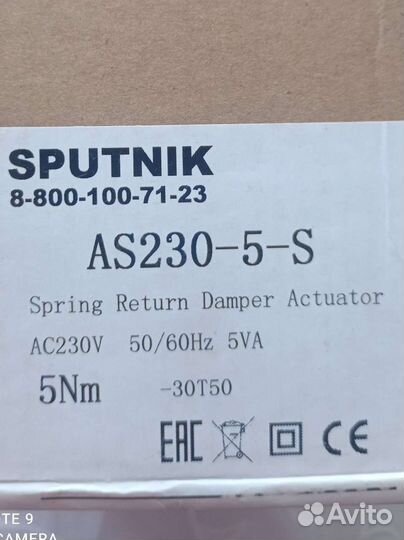 SPUTNIK
8-800-100-71-23
AS230-5-S
Spring Return Damper Actuator
AC230V 50/60Hz 5VA
5Nm -30T50
EAC CE
TE 9
CAMERA
Avito